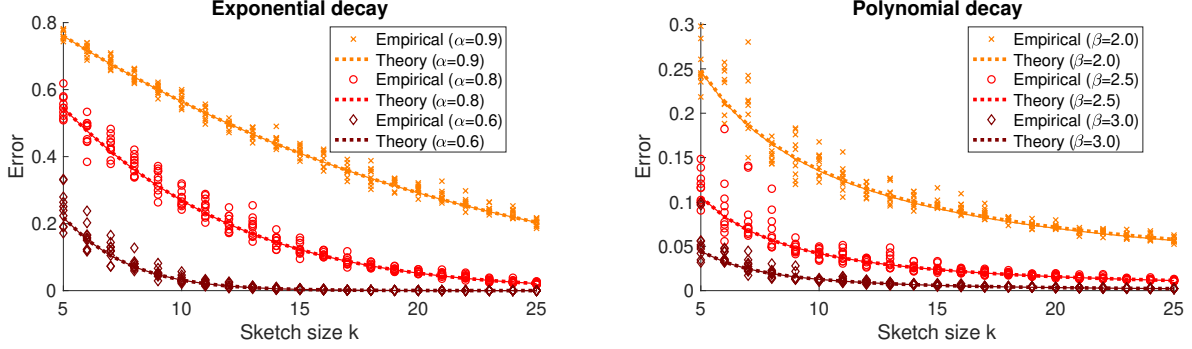 Exponential decay
0.8
0.6
0.4
0.2
0
Error
5
10
15
20
25
Sketch size k
Empirical (α=0.9)
Theory (α=0.9)
Empirical (α=0.8)
Theory (α=0.8)
Empirical (α=0.6)
Theory (α=0.6)
Polynomial decay
0.3
0.25
0.2
0.15
0.1
0.05
0
Error
5
10
15
20
25
Sketch size k
Empirical (β=2.0)
Theory (β=2.0)
Empirical (β=2.5)
Theory (β=2.5)
Empirical (β=3.0)
Theory (β=3.0)